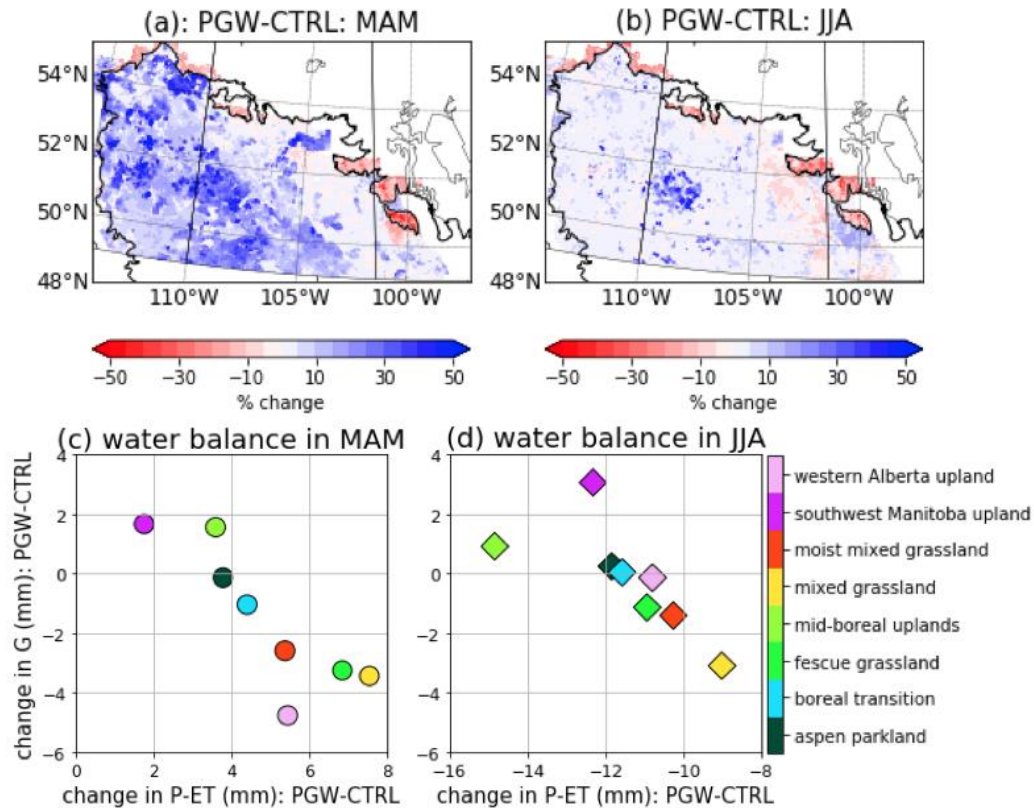 (a): PGW-CTRL: MAM
(b) PGW-CTRL: JJA
54°N
52°N
50°N
48°N
110°W 105°W 100°W
54°N
52°N
50°N
48°N
110°W 105°W 100°W
−50 −30 −10 10 30 50
% change
−50 −30 −10 10 30 50
% change
(c) water balance in MAM
change in G (mm): PGW-CTRL
4
2
0
−2
−4
−6
0 2 4 6 8
change in P-ET (mm): PGW-CTRL
(d) water balance in JJA
4
2
0
−2
−4
−6
−16 −14 −12 −10 −8
change in P-ET (mm): PGW-CTRL
western Alberta upland
southwest Manitoba upland
moist mixed grassland
mixed grassland
mid-boreal uplands
fescue grassland
boreal transition
aspen parkland